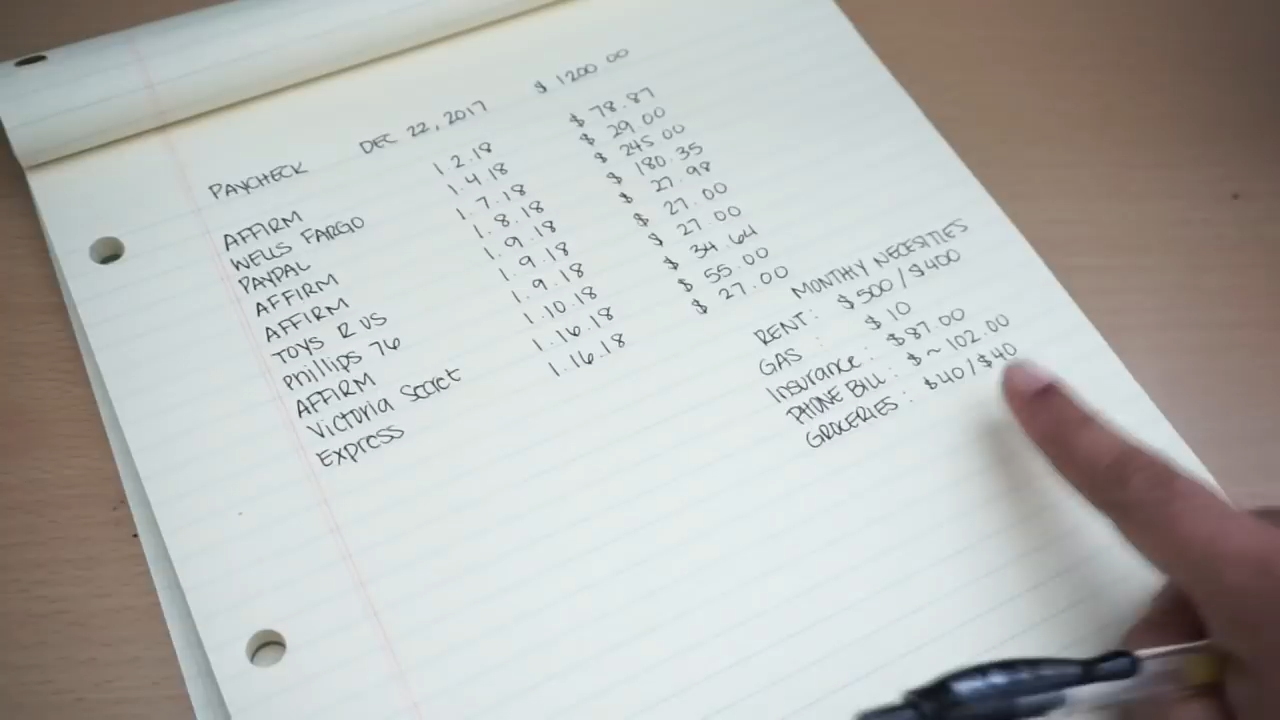 PAYCHECK DEC 22, 2017 $ 1200.00
AFFIRM 1.2.18 $ 78.87
WELLS FARGO 1.4.18 $ 29.00
PAYPAL 1.7.18 $ 245.00
AFFIRM 1.8.18 $ 180.35
AFFIRM 1.9.18 $ 27.98
TOYS R US 1.9.18 $ 27.00
Phillips 76 1.9.18 $ 27.00
AFFIRM 1.10.18 $ 34.64
Victoria Secret 1.16.18 $ 55.00
Express 1.16.18 $ 27.00
MONTHLY NECESITIES
RENT: $500/$400
GAS : $10
Insurance: $87.00
PHONE BILL: $~102.00
GROCERIES: $40/$40